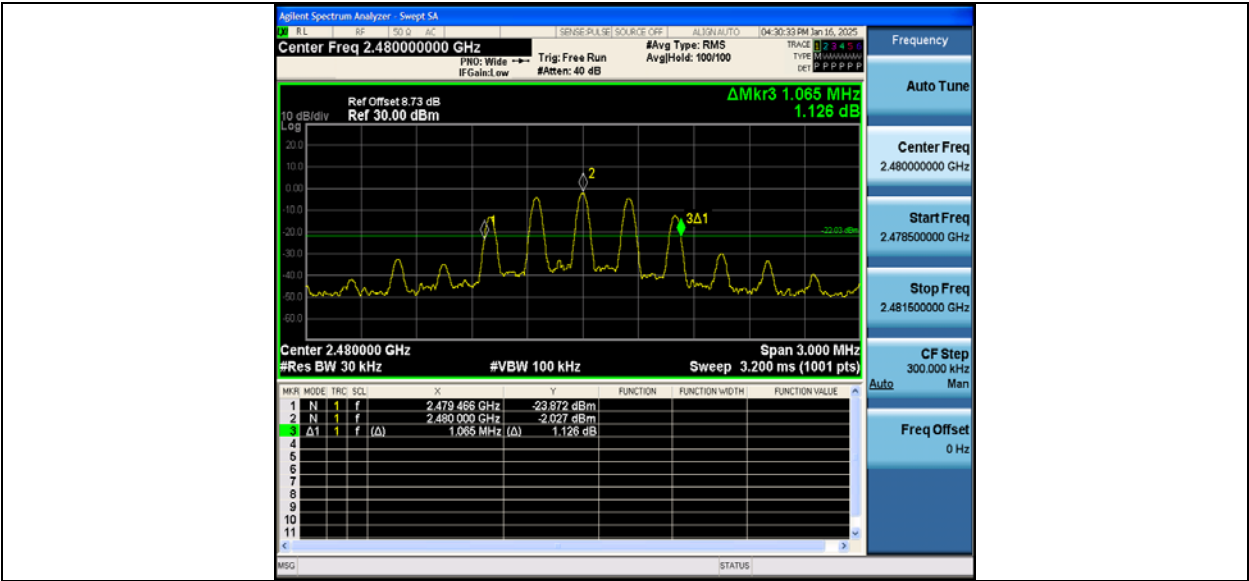 Agilent Spectrum Analyzer - Swept SA
RL RF 50 Ω AC SENSE:PULSE SOURCE OFF ALIGN AUTO 04:30:33 PM Jan 16, 2025
Center Freq 2.480000000 GHz
#Avg Type: RMS
TRACE 1 2 3 4 5 6
PNO: Wide
Trig: Free Run
Avg|Hold: 100/100
TYPE M
IFGain:Low
#Atten: 40 dB
DET P P P P P P
ΔMkr3 1.065 MHz
Ref Offset 8.73 dB
1.126 dB
10 dB/div
Ref 30.00 dBm
Log
20.0
10.0
0.00
-10.0
-20.0
-30.0
-40.0
-50.0
-60.0
2
3Δ1
-22.03 dBm
Center 2.480000 GHz
Span 3.000 MHz
#Res BW 30 kHz
#VBW 100 kHz
Sweep 3.200 ms (1001 pts)
MKR MODE TRC SCL X Y FUNCTION FUNCTION WIDTH FUNCTION VALUE
1 N 1 f 2.479 466 GHz -23.872 dBm
2 N 1 f 2.480 000 GHz -2.027 dBm
3 Δ1 1 f (Δ) 1.065 MHz (Δ) 1.126 dB
4
5
6
7
8
9
10
11
MSG
STATUS
Frequency
Auto Tune
Center Freq
2.480000000 GHz
Start Freq
2.478500000 GHz
Stop Freq
2.481500000 GHz
CF Step
300.000 kHz
Auto Man
Freq Offset
0 Hz